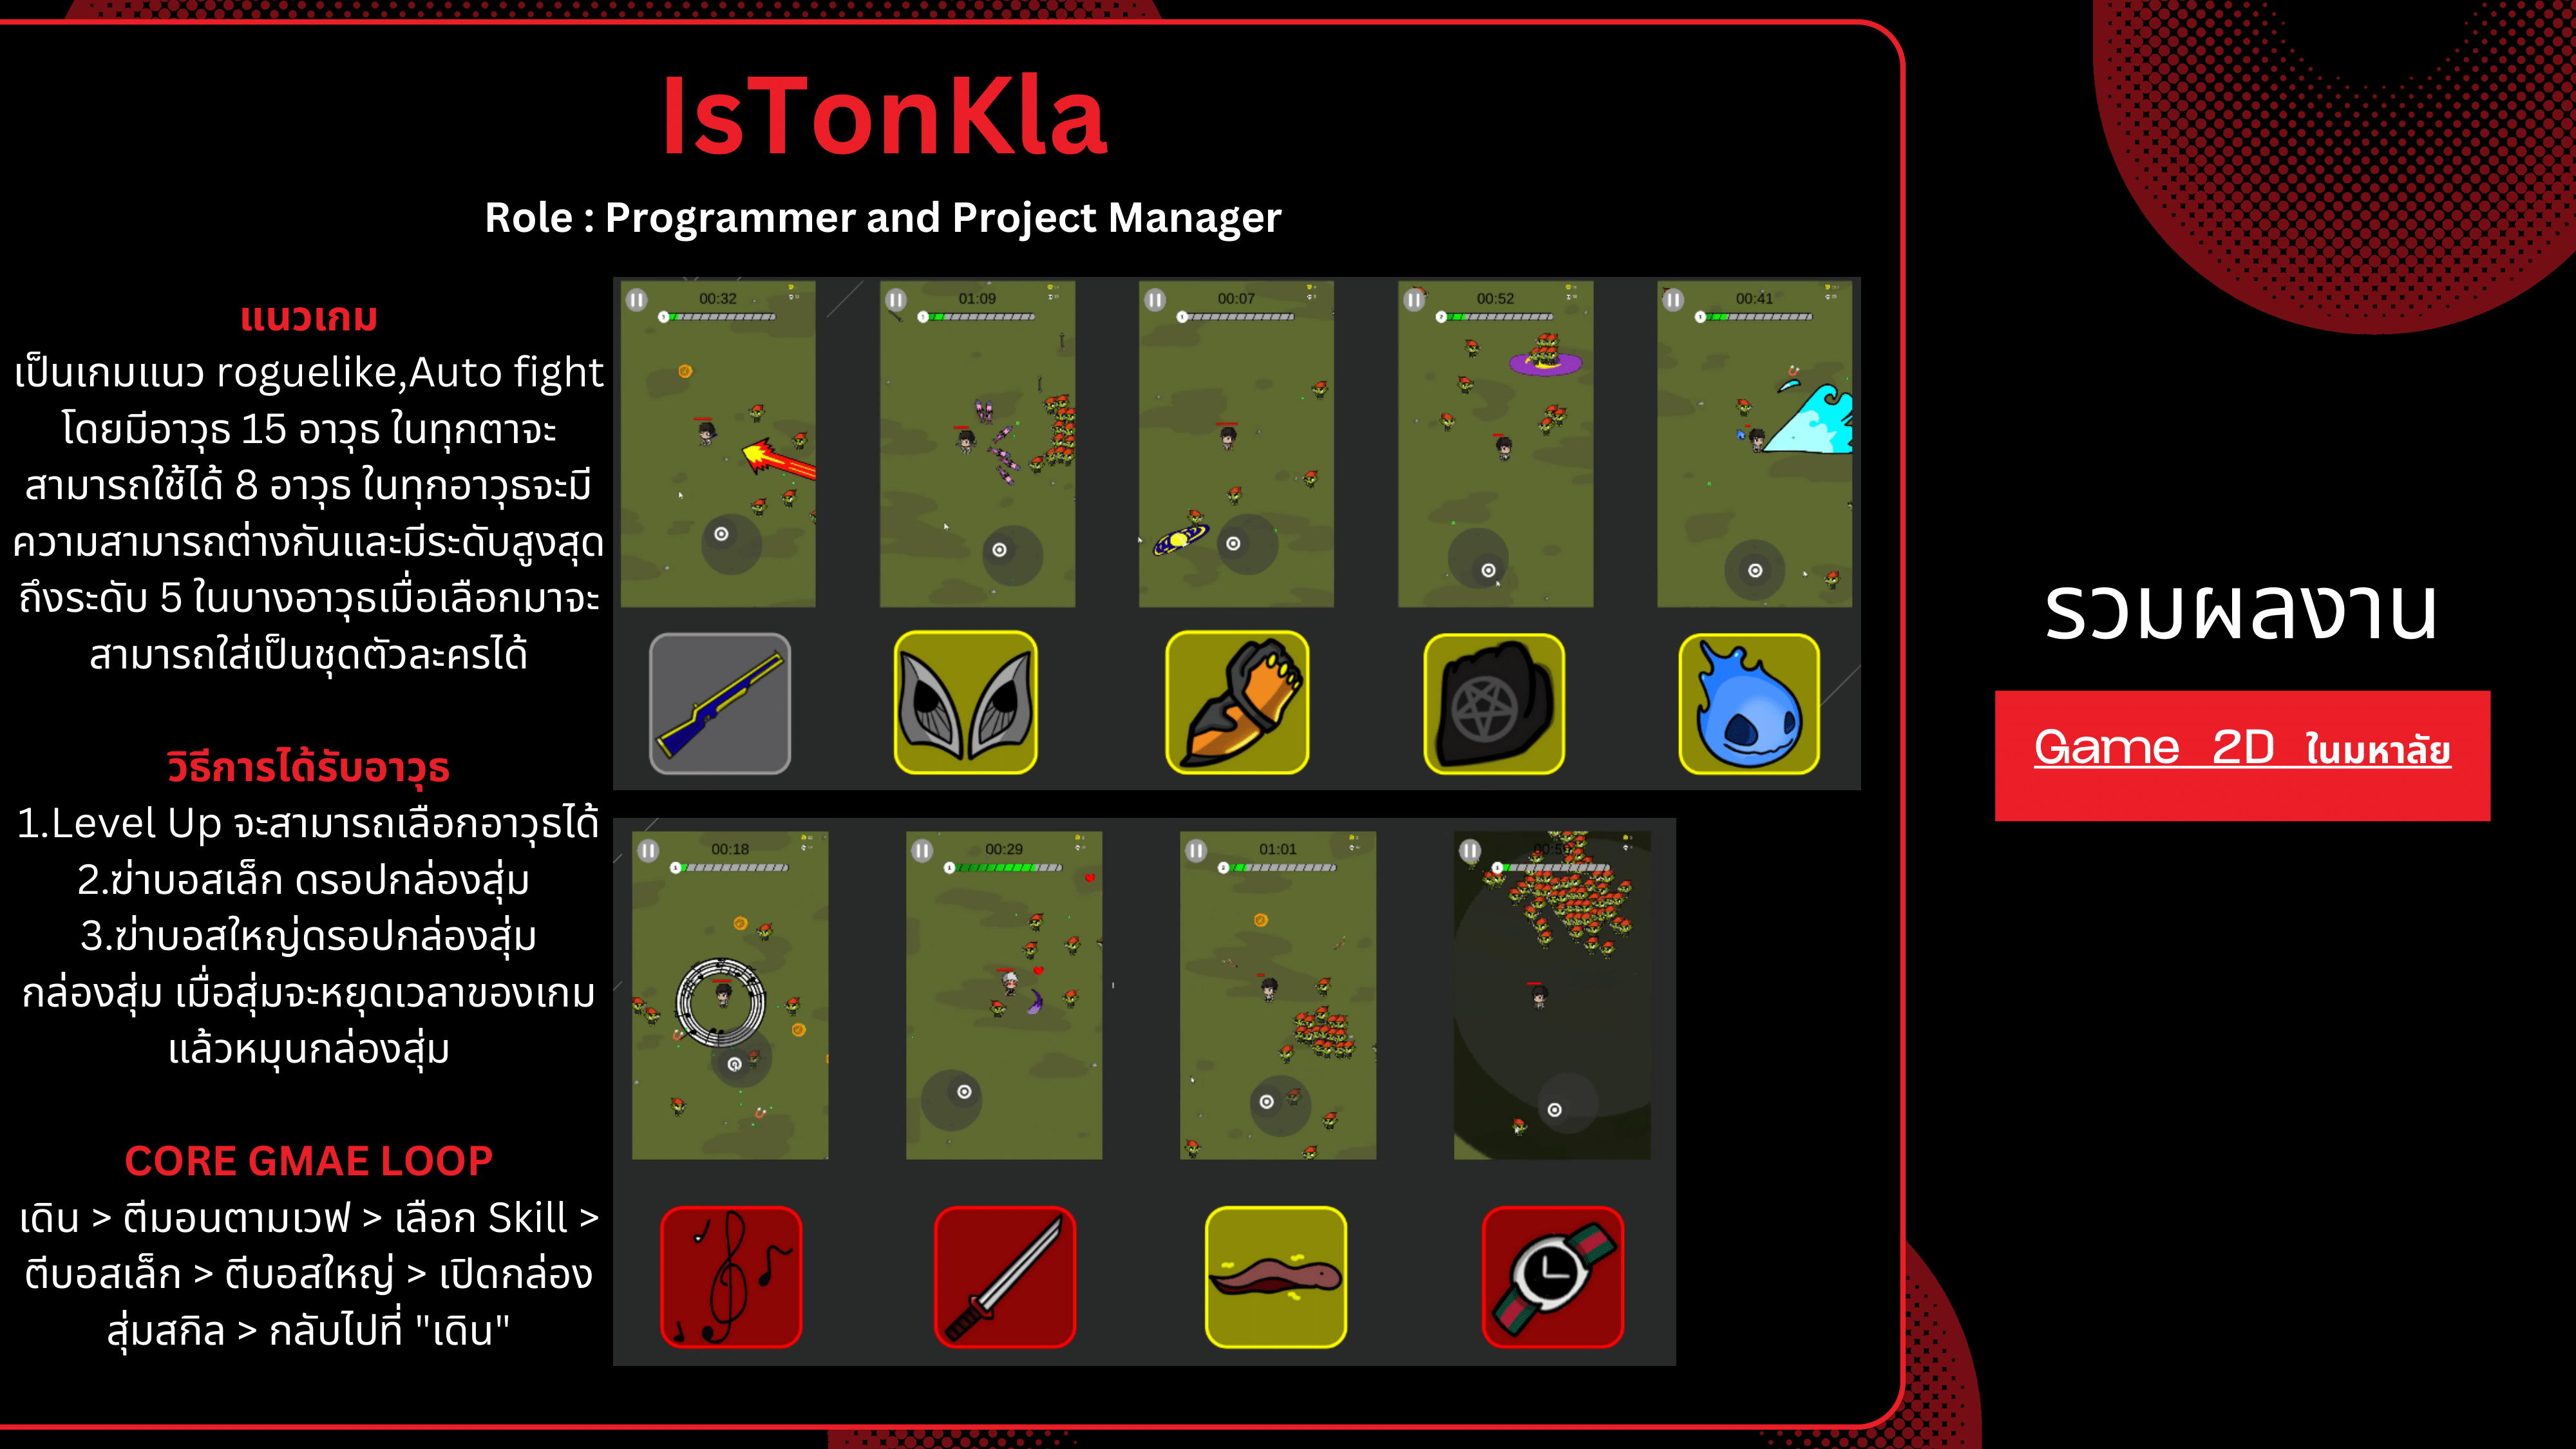 IsTonKla
Role : Programmer and Project Manager
แนวเกม
เป็นเกมแนว roguelike,Auto fight
โดยมีอาวุธ 15 อาวุธ ในทุกตาจะ
สามารถใช้ได้ 8 อาวุธ ในทุกอาวุธจะมี
ความสามารถต่างกันและมีระดับสูงสุด
ถึงระดับ 5 ในบางอาวุธเมื่อเลือกมาจะ
สามารถใส่เป็นชุดตัวละครได้
วิธีการได้รับอาวุธ
1.Level Up จะสามารถเลือกอาวุธได้
2.ฆ่าบอสเล็ก ดรอปกล่องสุ่ม
3.ฆ่าบอสใหญ่ดรอปกล่องสุ่ม
กล่องสุ่ม เมื่อสุ่มจะหยุดเวลาของเกม
แล้วหมุนกล่องสุ่ม
CORE GMAE LOOP
เดิน > ตีมอนตามเวฟ > เลือก Skill >
ตีบอสเล็ก > ตีบอสใหญ่ > เปิดกล่อง
สุ่มสกิล > กลับไปที่ "เดิน"
00:32
01:09
00:07
00:52
00:41
00:18
00:29
01:01
รวมผลงาน
Game 2D ในมหาลัย